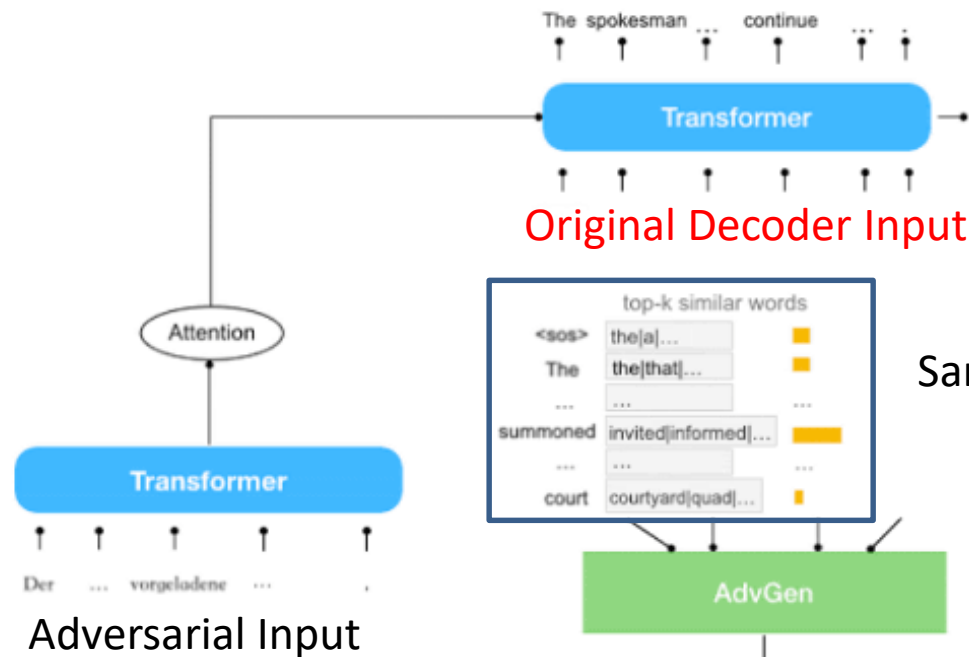 The spokesman ... continue ... .
Transformer
Original Decoder Input
top-k similar words
<sos> the|a|...
The the|that|...
... ... ...
summoned invited|informed|...
... ... ...
court courtyard|quad|...
Sar
Attention
Transformer
Der ... vorgeladene ... .
Adversarial Input
AdvGen